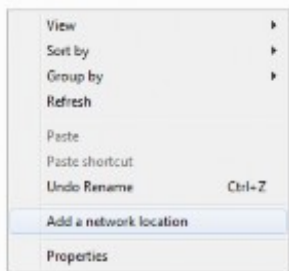 View
Sort by
Group by
Refresh
Paste
Paste shortcut
Undo Rename Ctrl+Z
Add a network location
Properties